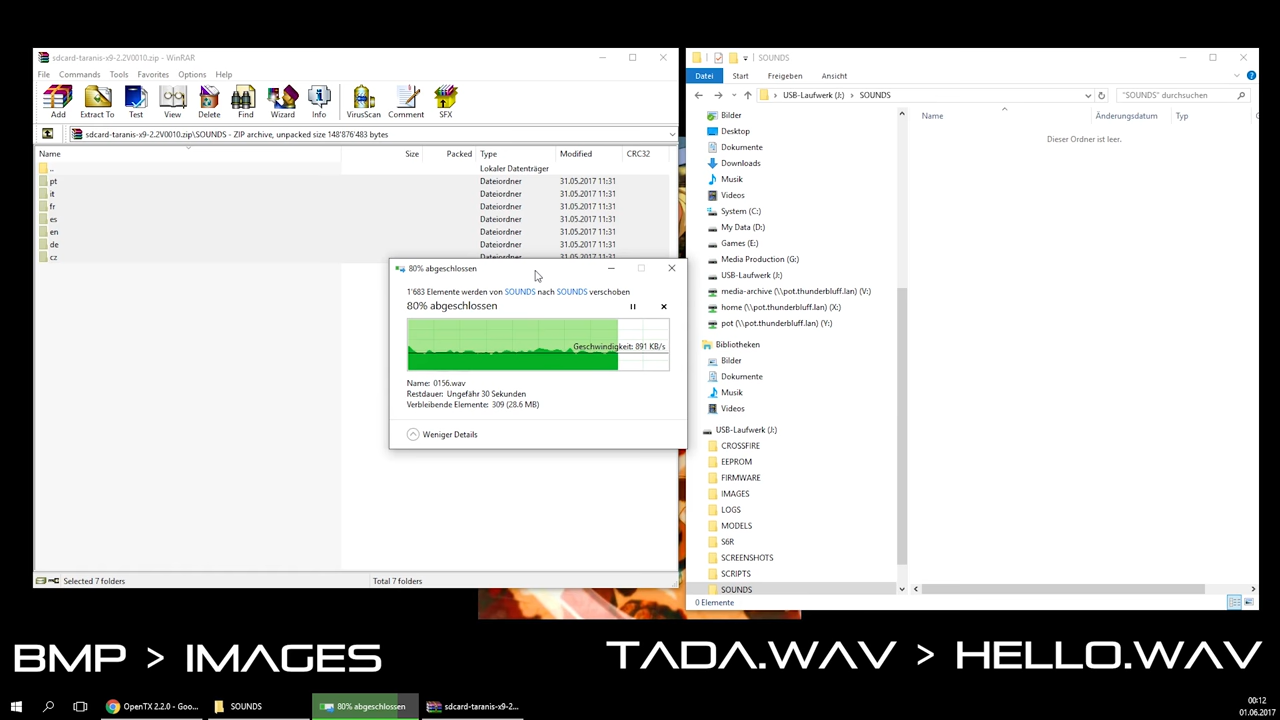 sdcard-taranis-x9-2.2V0010.zip - WinRAR
File Commands Tools Favorites Options Help
Add Extract To Test View Delete Find Wizard Info VirusScan Comment SFX
sdcard-taranis-x9-2.2V0010.zip\SOUNDS - ZIP archive, unpacked size 148'876'483 bytes
Name Size Packed Type Modified CRC32
.. Lokaler Datenträger
pt Dateiordner 31.05.2017 11:31
it Dateiordner 31.05.2017 11:31
fr Dateiordner 31.05.2017 11:31
es Dateiordner 31.05.2017 11:31
en Dateiordner 31.05.2017 11:31
de Dateiordner 31.05.2017 11:31
cz Dateiordner 31.05.2017 11:31
Selected 7 folders Total 7 folders
80% abgeschlossen
1'683 Elemente werden von SOUNDS nach SOUNDS verschoben
80% abgeschlossen
Geschwindigkeit: 891 KB/s
Name: 0156.wav
Restdauer: Ungefähr 30 Sekunden
Verbleibende Elemente: 309 (28.6 MB)
Weniger Details
SOUNDS
Datei Start Freigeben Ansicht
USB-Laufwerk (J:) > SOUNDS
"SOUNDS" durchsuchen
Name Änderungsdatum Typ
Dieser Ordner ist leer.
Bilder
Desktop
Dokumente
Downloads
Musik
Videos
System (C:)
My Data (D:)
Games (E:)
Media Production (G:)
USB-Laufwerk (J:)
media-archive (\\pot.thunderbluff.lan) (V:)
home (\\pot.thunderbluff.lan) (X:)
pot (\\pot.thunderbluff.lan) (Y:)
Bibliotheken
Bilder
Dokumente
Musik
Videos
USB-Laufwerk (J:)
CROSSFIRE
EEPROM
FIRMWARE
IMAGES
LOGS
MODELS
S6R
SCREENSHOTS
SCRIPTS
SOUNDS
0 Elemente
BMP > IMAGES
TADA.WAV > HELLO.WAV
OpenTX 2.2.0 - Goo...
SOUNDS
80% abgeschlossen
sdcard-taranis-x9-2...
00:12
01.06.2017